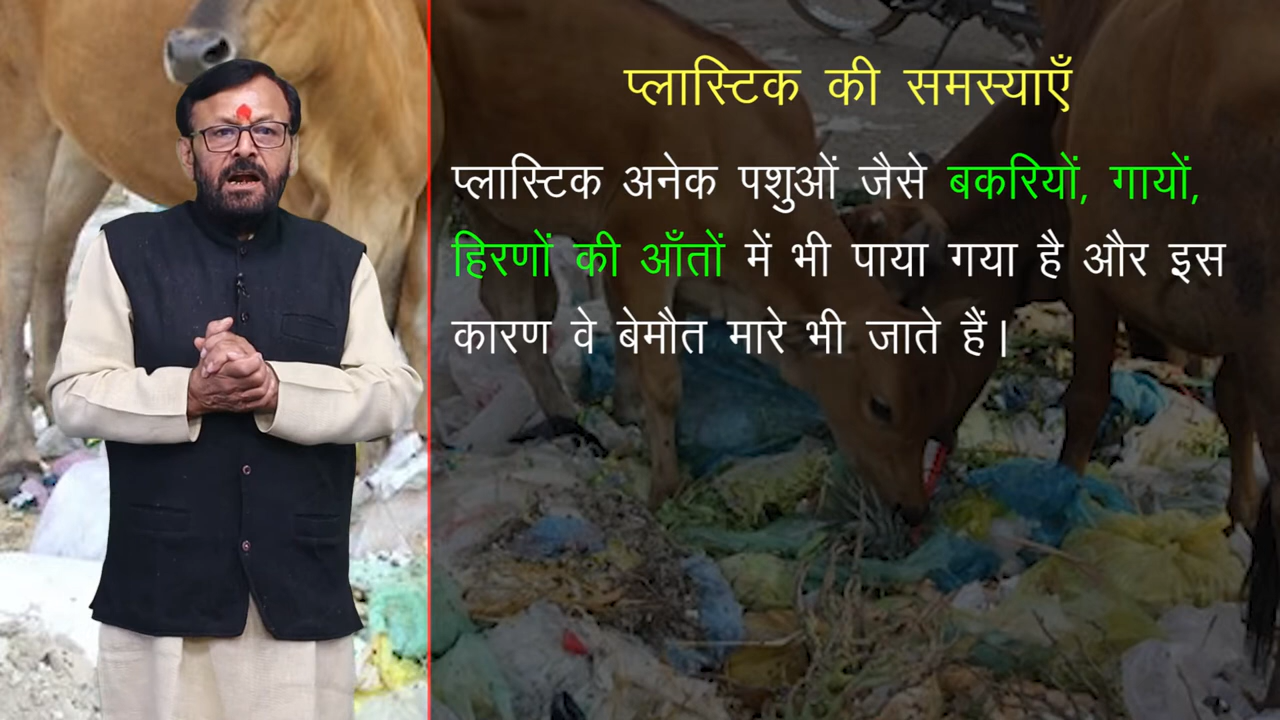 प्लास्टिक की समस्याएँ
प्लास्टिक अनेक पशुओं जैसे बकरियों, गायों,
हिरणों की आँतों में भी पाया गया है और इस
कारण वे बेमौत मारे भी जाते हैं।